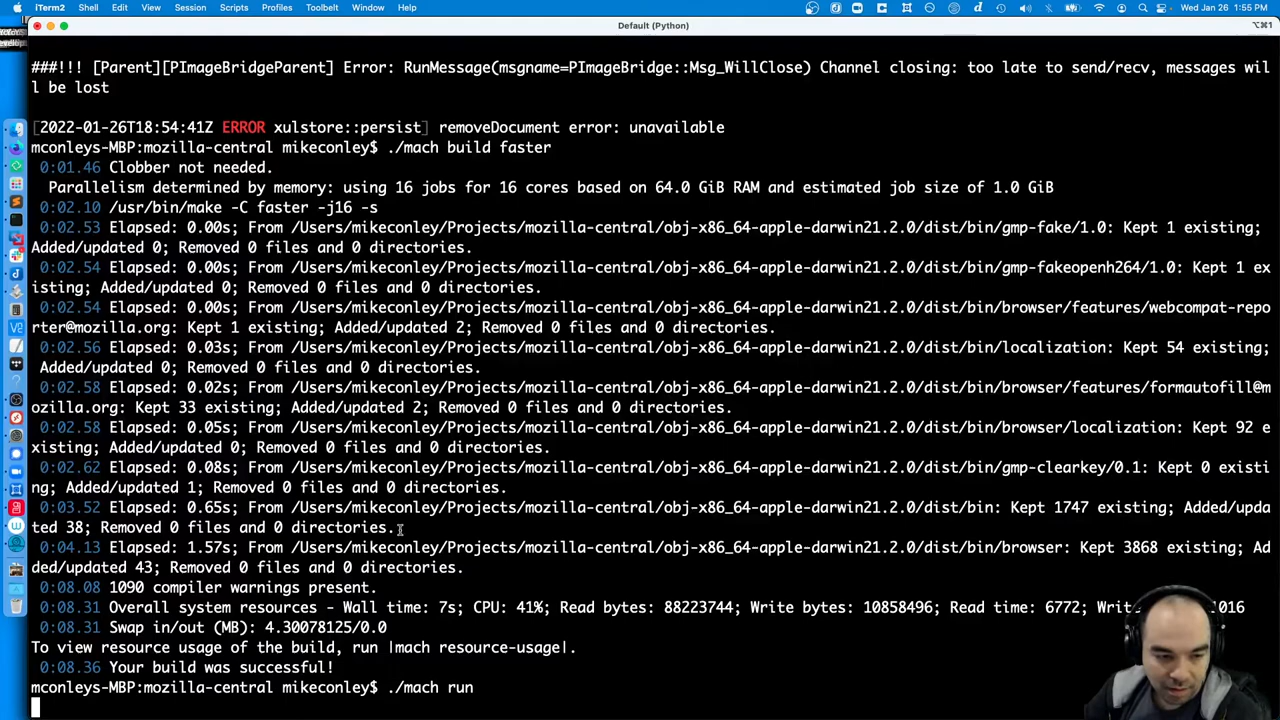 iTerm2 Shell Edit View Session Scripts Profiles Toolbelt Window Help
Wed Jan 26 1:55 PM
Default (Python)
⌥⌘1
###!!! [Parent][PImageBridgeParent] Error: RunMessage(msgname=PImageBridge::Msg_WillClose) Channel closing: too late to send/recv, messages wil
l be lost
[2022-01-26T18:54:41Z ERROR xulstore::persist] removeDocument error: unavailable
mconleys-MBP:mozilla-central mikeconley$ ./mach build faster
0:01.46 Clobber not needed.
Parallelism determined by memory: using 16 jobs for 16 cores based on 64.0 GiB RAM and estimated job size of 1.0 GiB
0:02.10 /usr/bin/make -C faster -j16 -s
0:02.53 Elapsed: 0.00s; From /Users/mikeconley/Projects/mozilla-central/obj-x86_64-apple-darwin21.2.0/dist/bin/gmp-fake/1.0: Kept 1 existing;
Added/updated 0; Removed 0 files and 0 directories.
0:02.54 Elapsed: 0.00s; From /Users/mikeconley/Projects/mozilla-central/obj-x86_64-apple-darwin21.2.0/dist/bin/gmp-fakeopenh264/1.0: Kept 1 ex
isting; Added/updated 0; Removed 0 files and 0 directories.
0:02.54 Elapsed: 0.00s; From /Users/mikeconley/Projects/mozilla-central/obj-x86_64-apple-darwin21.2.0/dist/bin/browser/features/webcompat-repo
rter@mozilla.org: Kept 1 existing; Added/updated 2; Removed 0 files and 0 directories.
0:02.56 Elapsed: 0.03s; From /Users/mikeconley/Projects/mozilla-central/obj-x86_64-apple-darwin21.2.0/dist/bin/localization: Kept 54 existing;
Added/updated 0; Removed 0 files and 0 directories.
0:02.58 Elapsed: 0.02s; From /Users/mikeconley/Projects/mozilla-central/obj-x86_64-apple-darwin21.2.0/dist/bin/browser/features/formautofill@m
ozilla.org: Kept 33 existing; Added/updated 2; Removed 0 files and 0 directories.
0:02.58 Elapsed: 0.05s; From /Users/mikeconley/Projects/mozilla-central/obj-x86_64-apple-darwin21.2.0/dist/bin/browser/localization: Kept 92 e
xisting; Added/updated 0; Removed 0 files and 0 directories.
0:02.62 Elapsed: 0.08s; From /Users/mikeconley/Projects/mozilla-central/obj-x86_64-apple-darwin21.2.0/dist/bin/gmp-clearkey/0.1: Kept 0 existi
ng; Added/updated 1; Removed 0 files and 0 directories.
0:03.52 Elapsed: 0.65s; From /Users/mikeconley/Projects/mozilla-central/obj-x86_64-apple-darwin21.2.0/dist/bin: Kept 1747 existing; Added/upda
ted 38; Removed 0 files and 0 directories.
0:04.13 Elapsed: 1.57s; From /Users/mikeconley/Projects/mozilla-central/obj-x86_64-apple-darwin21.2.0/dist/bin/browser: Kept 3868 existing; Ad
ded/updated 43; Removed 0 files and 0 directories.
0:08.08 1090 compiler warnings present.
0:08.31 Overall system resources - Wall time: 7s; CPU: 41%; Read bytes: 88223744; Write bytes: 10858496; Read time: 6772; Writ 1016
0:08.31 Swap in/out (MB): 4.30078125/0.0
To view resource usage of the build, run |mach resource-usage|.
0:08.36 Your build was successful!
mconleys-MBP:mozilla-central mikeconley$ ./mach run